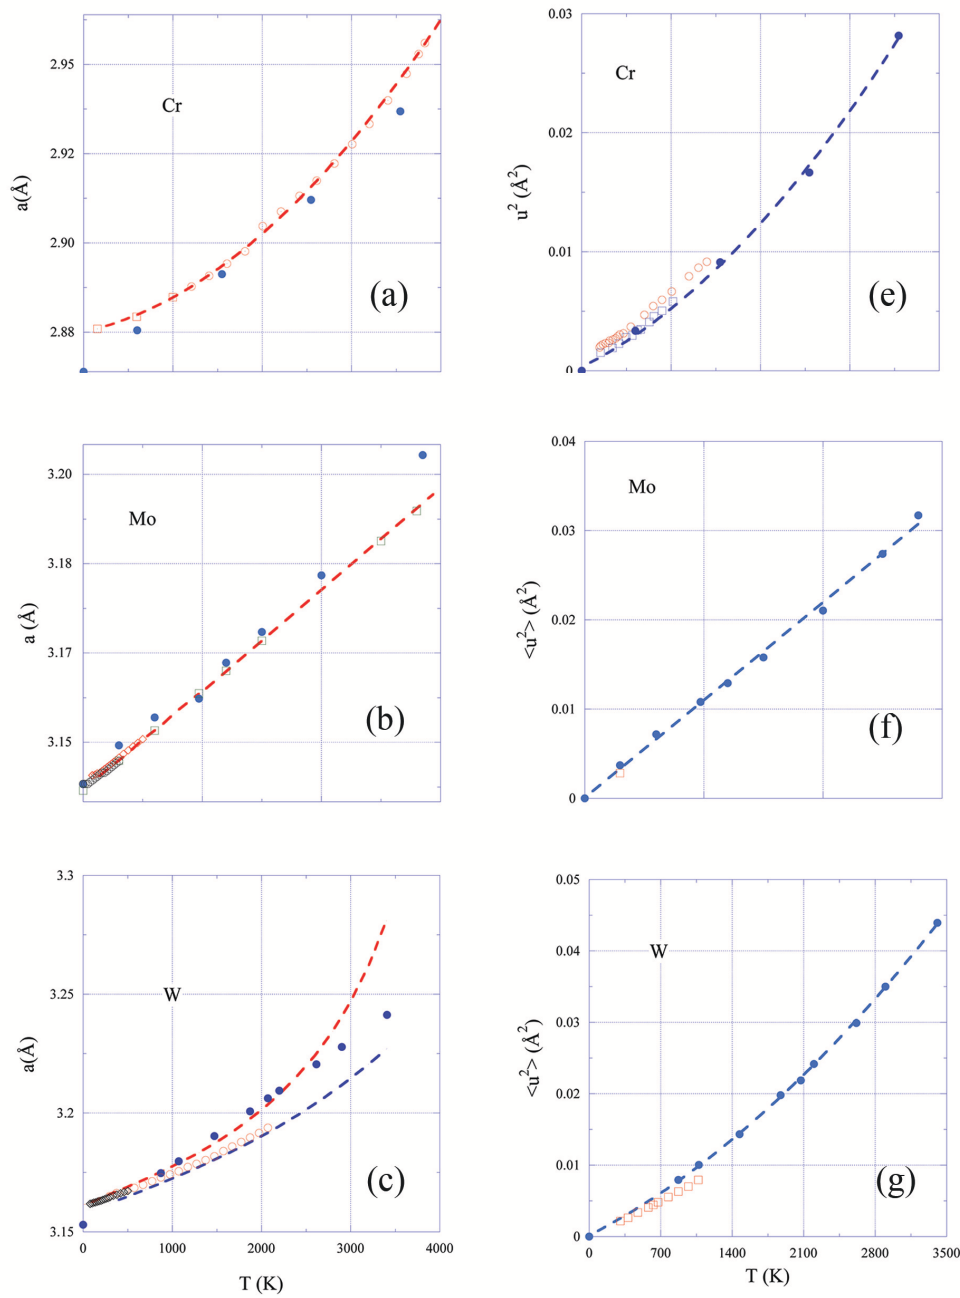 2.95
2.92
2.90
2.88
a(Å)
Cr
(a)
0.03
0.02
0.01
0
u² (Å²)
Cr
(e)
3.20
3.18
3.17
3.15
a (Å)
Mo
(b)
0.04
0.03
0.02
0.01
0
<u²> (Å²)
Mo
(f)
3.3
3.25
3.2
3.15
a(Å)
W
(c)
0 1000 2000 3000 4000
T (K)
0.05
0.04
0.03
0.02
0.01
0
<u²> (Å²)
W
(g)
0 700 1400 2100 2800 3500
T (K)